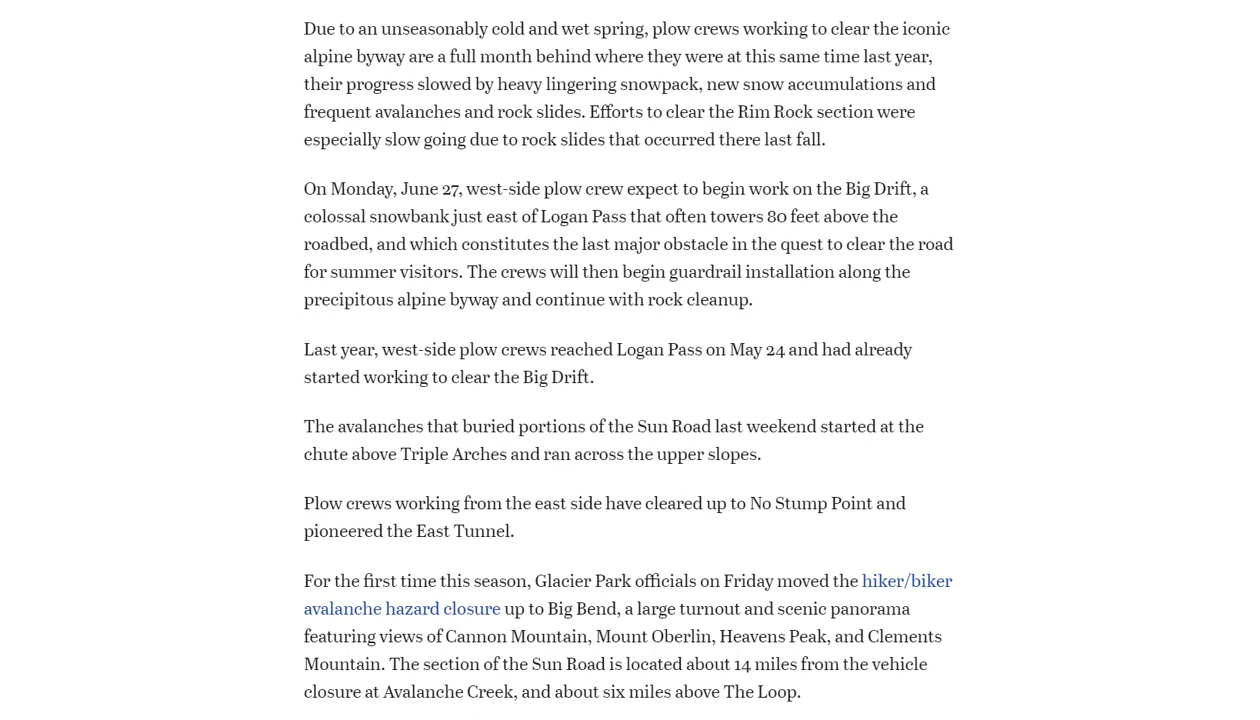 Due to an unseasonably cold and wet spring, plow crews working to clear the iconic
alpine byway are a full month behind where they were at this same time last year,
their progress slowed by heavy lingering snowpack, new snow accumulations and
frequent avalanches and rock slides. Efforts to clear the Rim Rock section were
especially slow going due to rock slides that occurred there last fall.
On Monday, June 27, west-side plow crew expect to begin work on the Big Drift, a
colossal snowbank just east of Logan Pass that often towers 80 feet above the
roadbed, and which constitutes the last major obstacle in the quest to clear the road
for summer visitors. The crews will then begin guardrail installation along the
precipitous alpine byway and continue with rock cleanup.
Last year, west-side plow crews reached Logan Pass on May 24 and had already
started working to clear the Big Drift.
The avalanches that buried portions of the Sun Road last weekend started at the
chute above Triple Arches and ran across the upper slopes.
Plow crews working from the east side have cleared up to No Stump Point and
pioneered the East Tunnel.
For the first time this season, Glacier Park officials on Friday moved the hiker/biker
avalanche hazard closure up to Big Bend, a large turnout and scenic panorama
featuring views of Cannon Mountain, Mount Oberlin, Heavens Peak, and Clements
Mountain. The section of the Sun Road is located about 14 miles from the vehicle
closure at Avalanche Creek, and about six miles above The Loop.